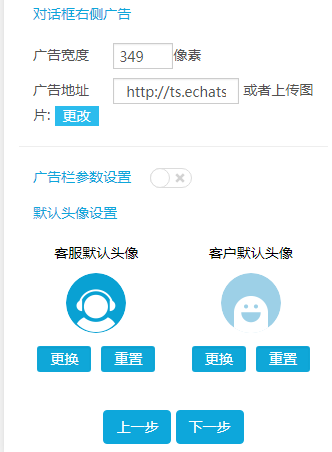 对话框右侧广告
广告宽度 349 像素
广告地址 http://ts.echats 或者上传图
片: 更改
广告栏参数设置
默认头像设置
客服默认头像 客户默认头像
更换 重置 更换 重置
上一步 下一步